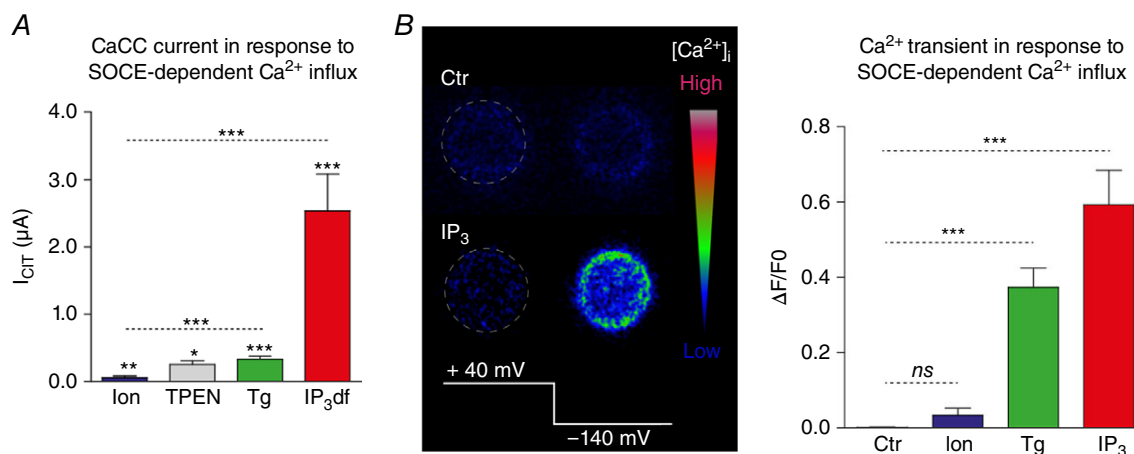 A
CaCC current in response to
SOCE-dependent Ca²⁺ influx
4.0
3.0
2.0
1.0
0.0
I_ClT (µA)
***
***
***
**
*
***
Ion
TPEN
Tg
IP₃df
B
Ctr
IP₃
[Ca²⁺]ᵢ
High
Low
+ 40 mV
−140 mV
Ca²⁺ transient in response to
SOCE-dependent Ca²⁺ influx
0.8
0.6
0.4
0.2
0.0
ΔF/F0
***
***
ns
Ctr
Ion
Tg
IP₃